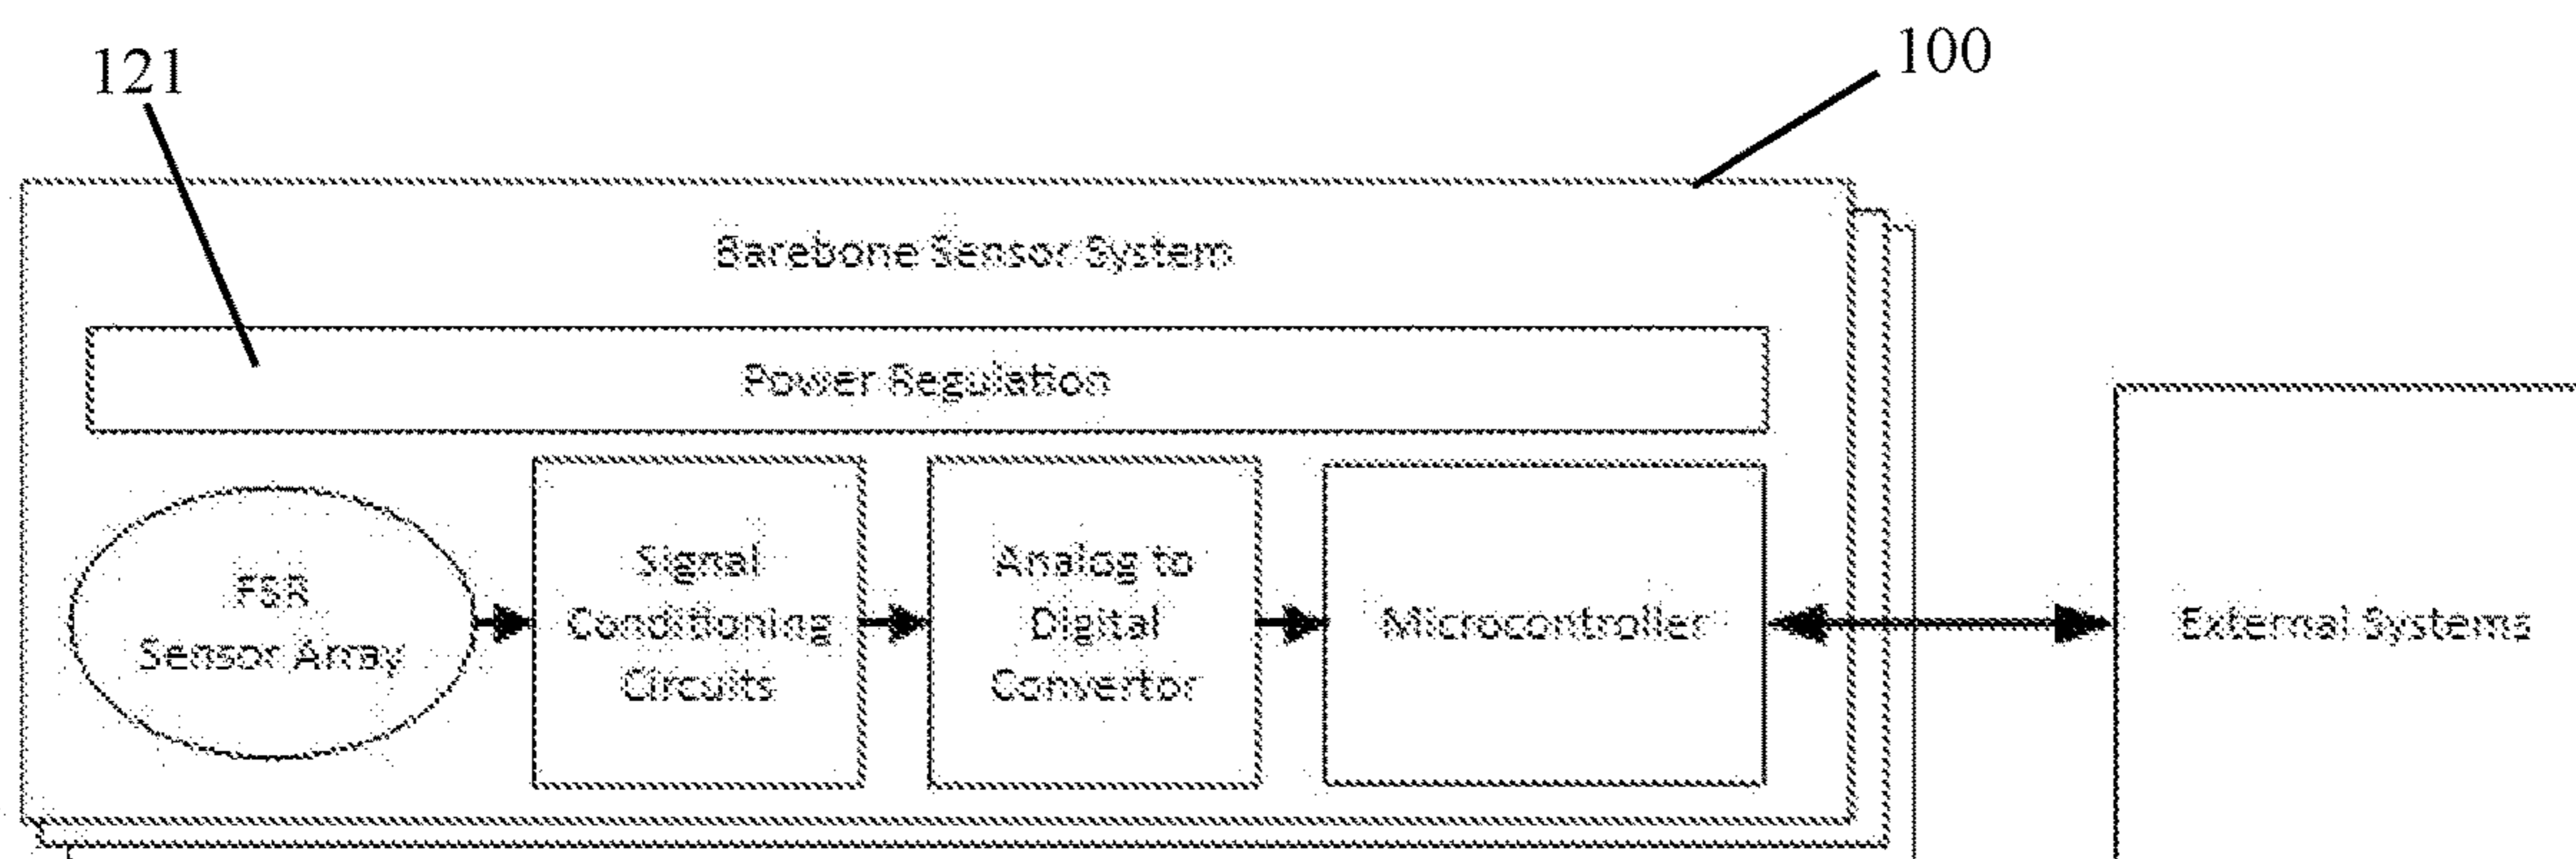 121
100
Barebone Sensor System
Power Regulation
FSR
Sensor Array
Signal
Conditioning
Circuits
Analog to
Digital
Convertor
Microcontroller
External Systems